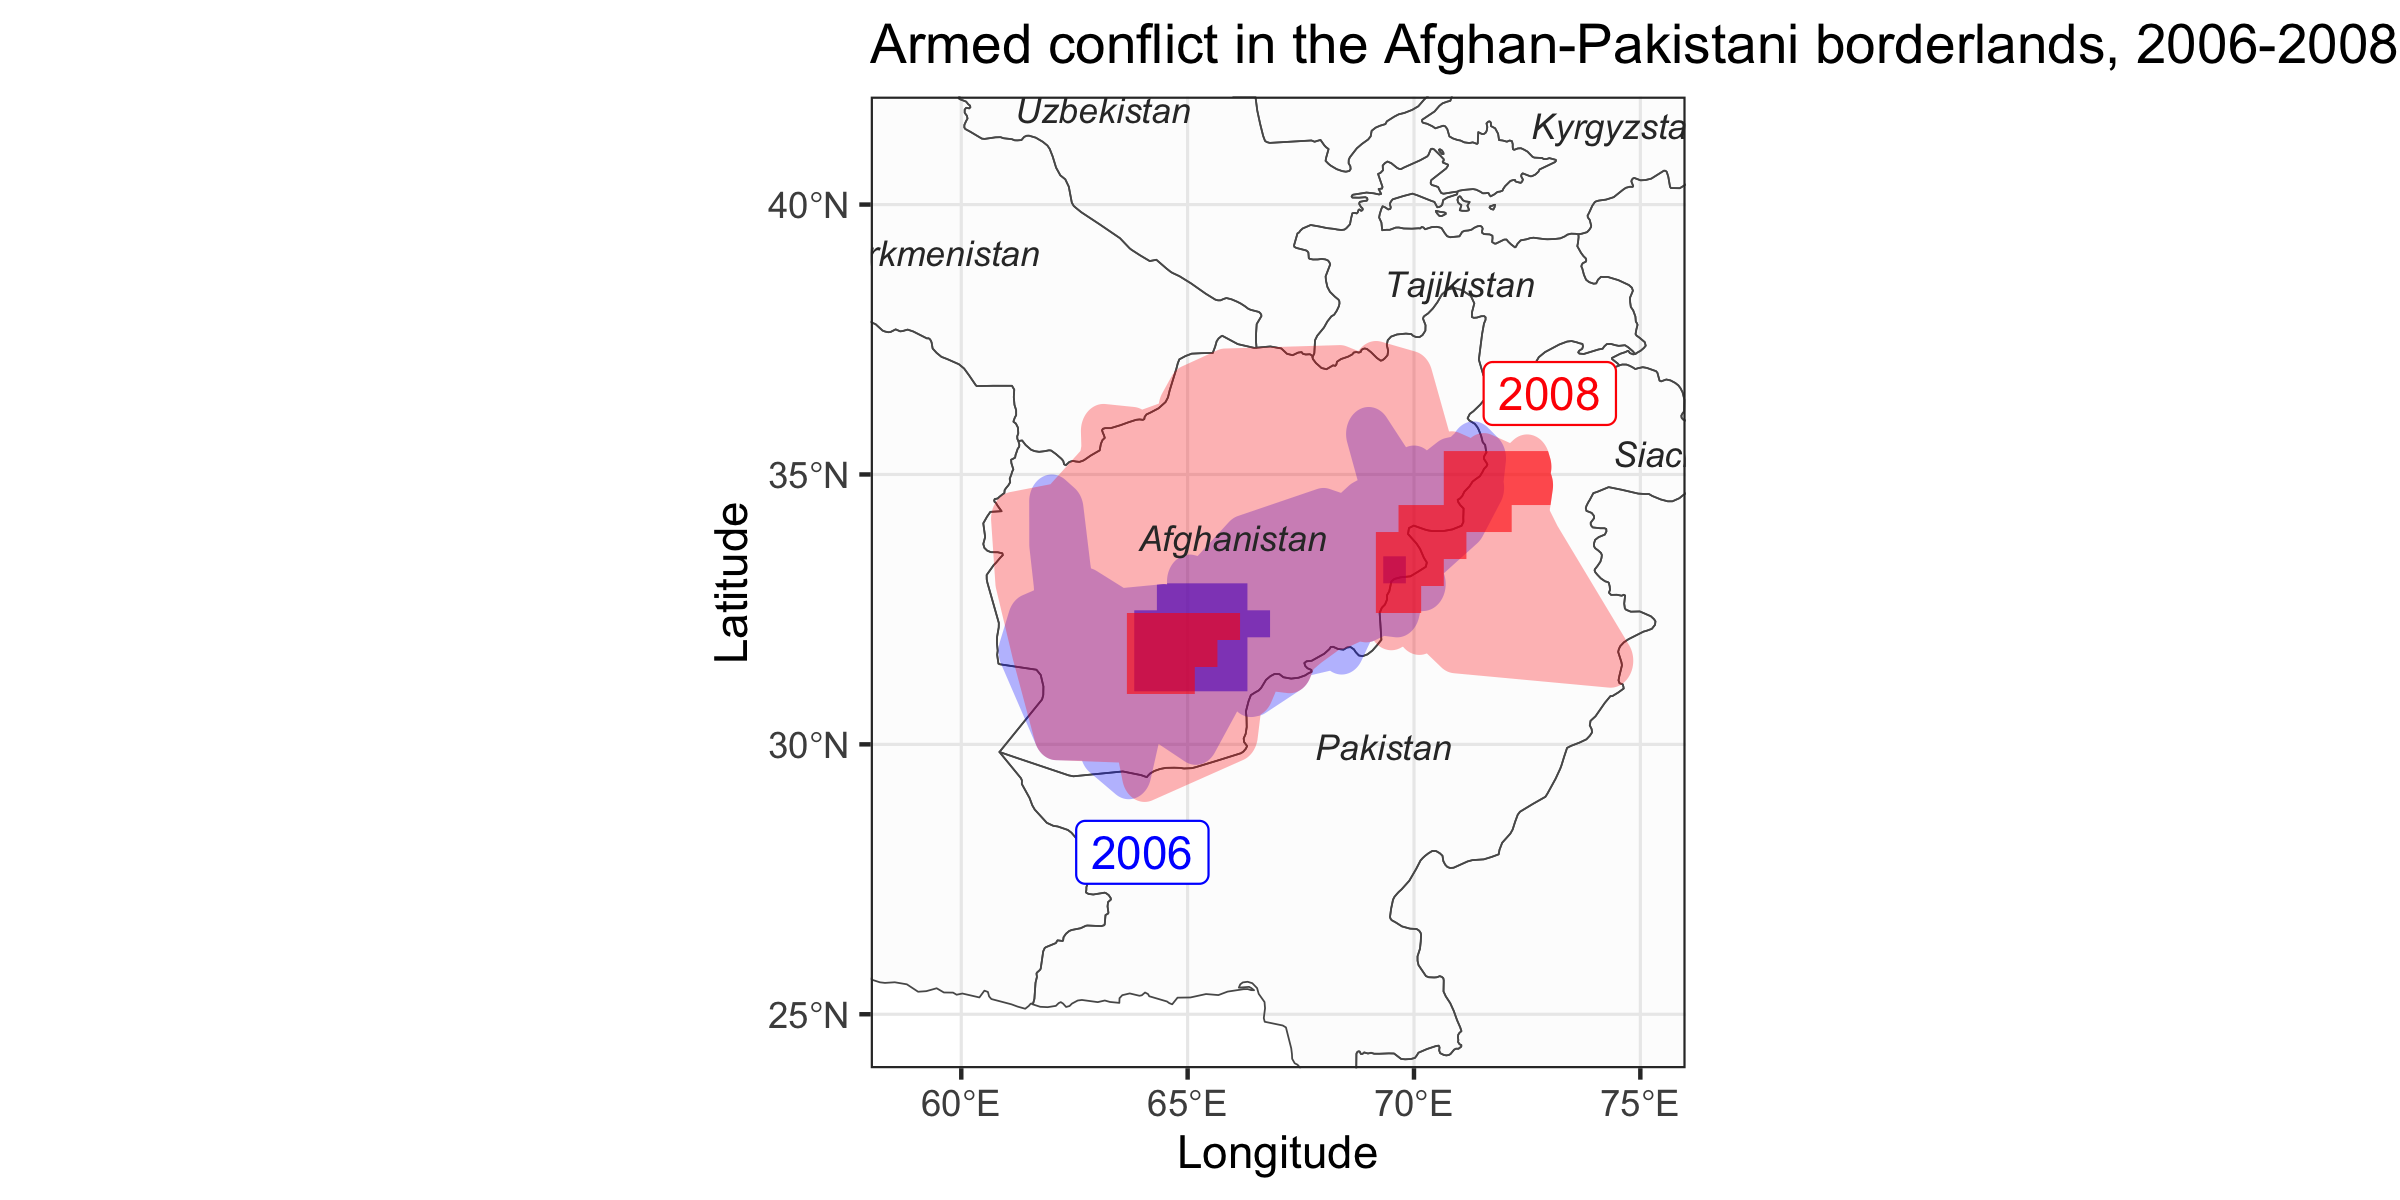 Armed conflict in the Afghan-Pakistani borderlands, 2006-2008
Uzbekistan
Kyrgyzsta
40°N
rkmenistan
Tajikistan
2008
35°N
Siac
Afghanistan
Latitude
30°N
Pakistan
2006
25°N
60°E
65°E
70°E
75°E
Longitude